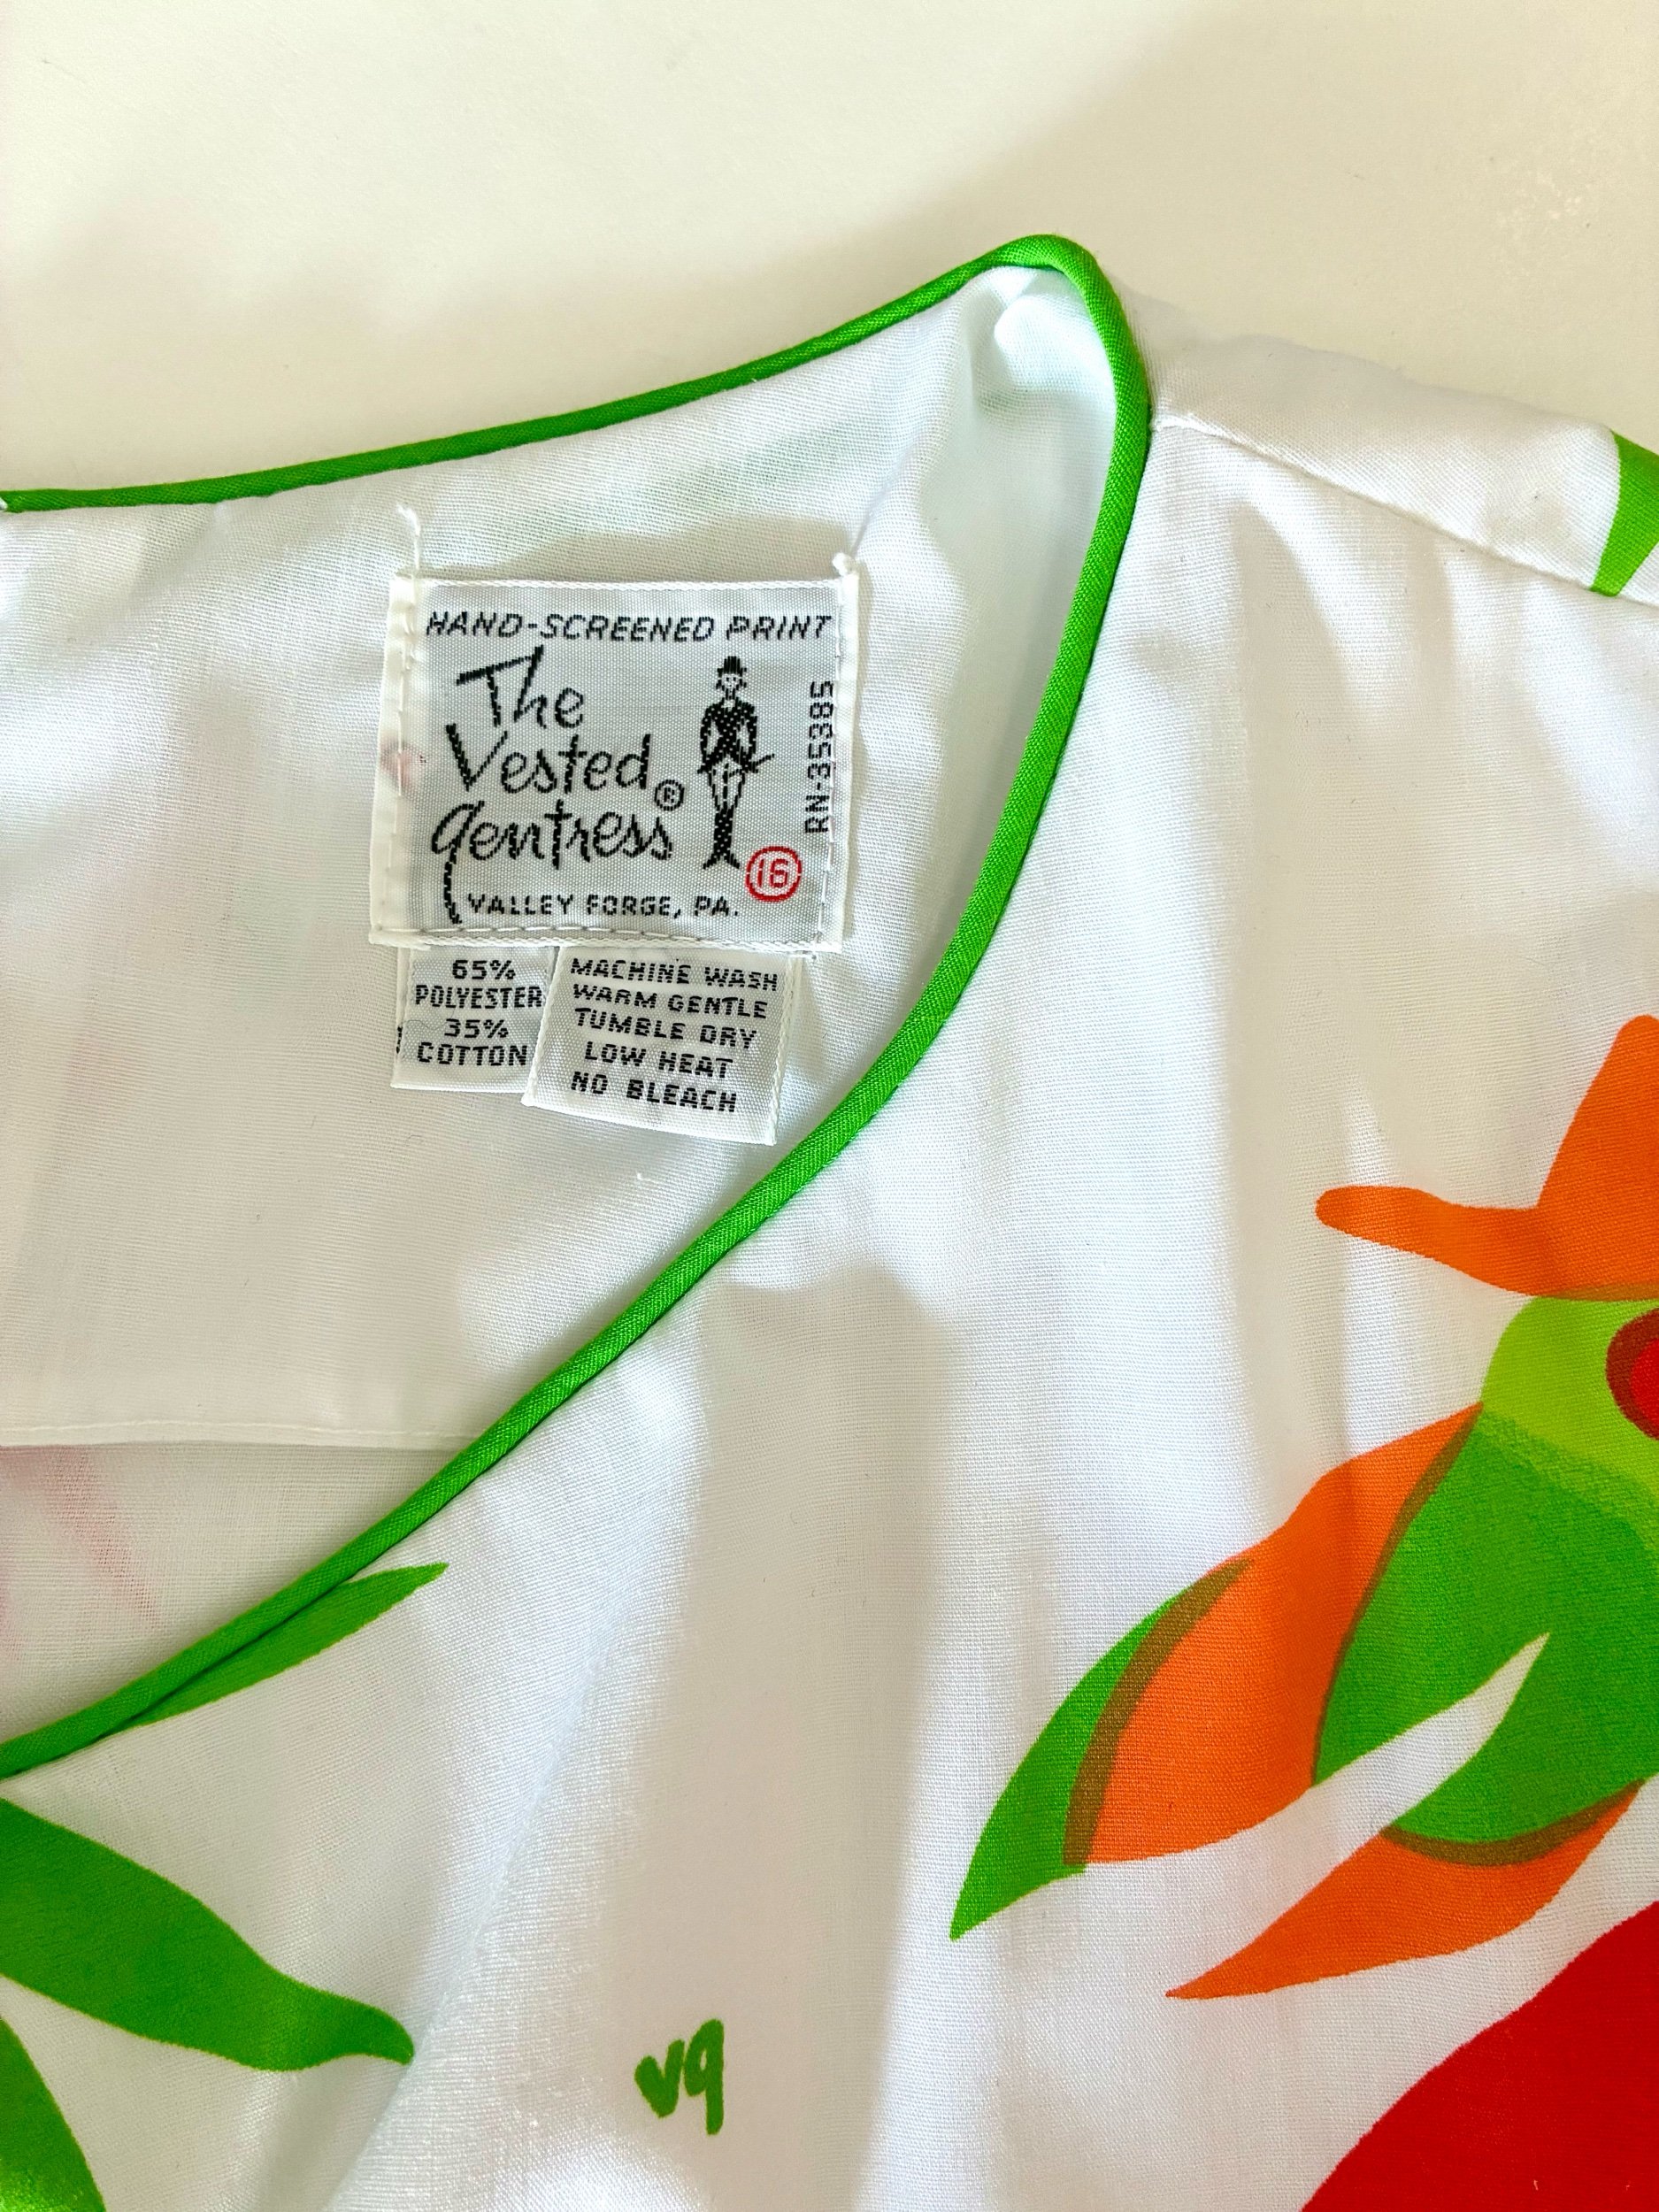 HAND-SCREENED PRINT
The
Vested®
Gentress
RN-35385
16
VALLEY FORGE, PA.
65%
POLYESTER
35%
COTTON
MACHINE WASH
WARM GENTLE
TUMBLE DRY
LOW HEAT
NO BLEACH
vg